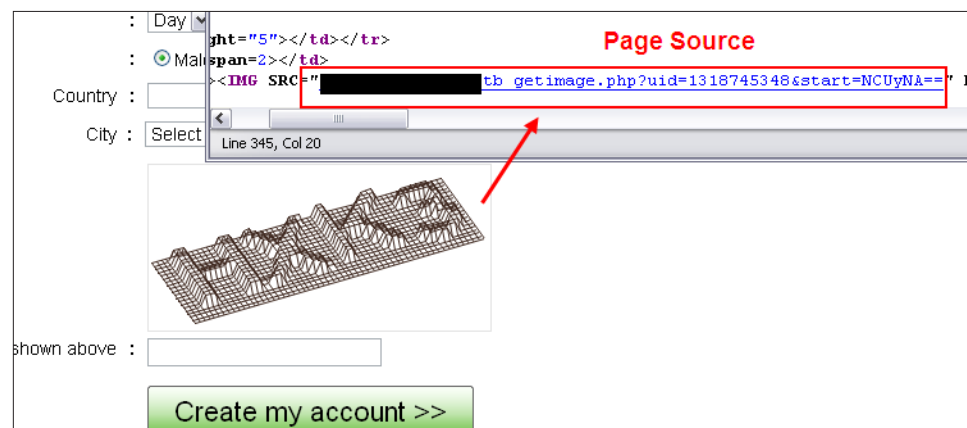 : Day
: Male
Country :
City : Select
ght="5"></td></tr>
span=2></td>
><IMG SRC=" tb_getimage.php?uid=1318745348&start=NCUyNA=="
Page Source
Line 345, Col 20
shown above :
Create my account >>